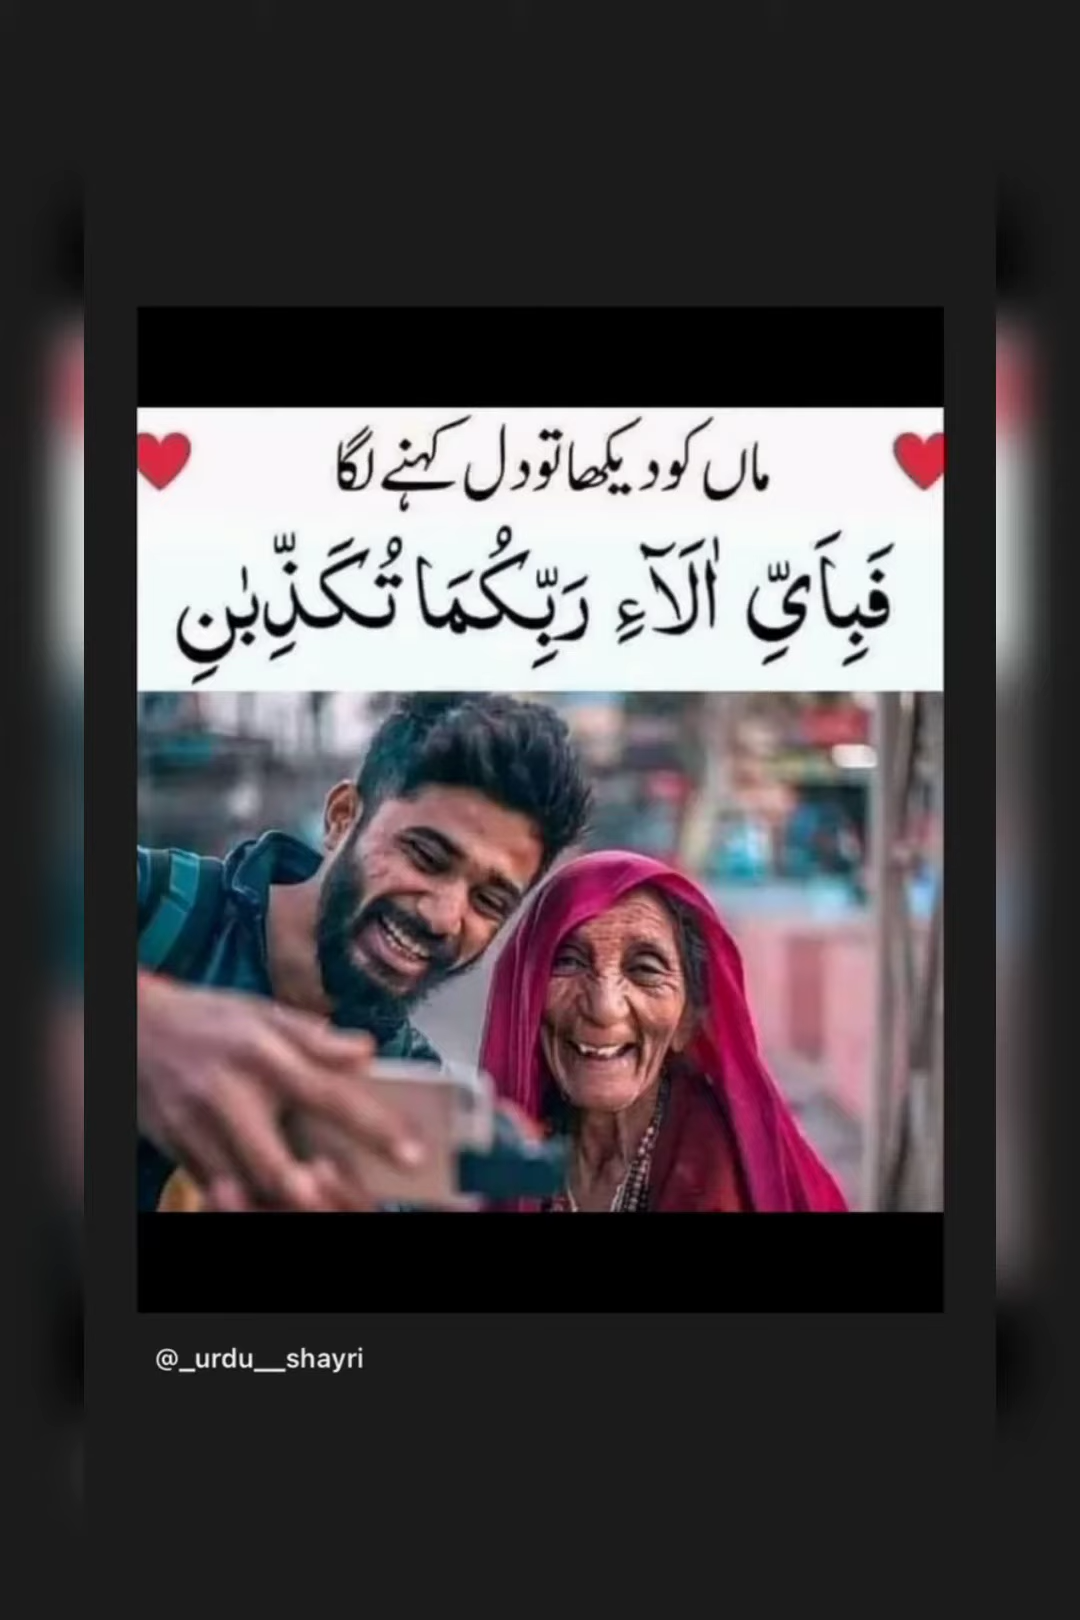 ماں کو دیکھا تو دل کہنے لگا
فَبِاَيِّ اٰلَآءِ رَبِّكُمَا تُكَذِّبٰنِ
@_urdu__shayri